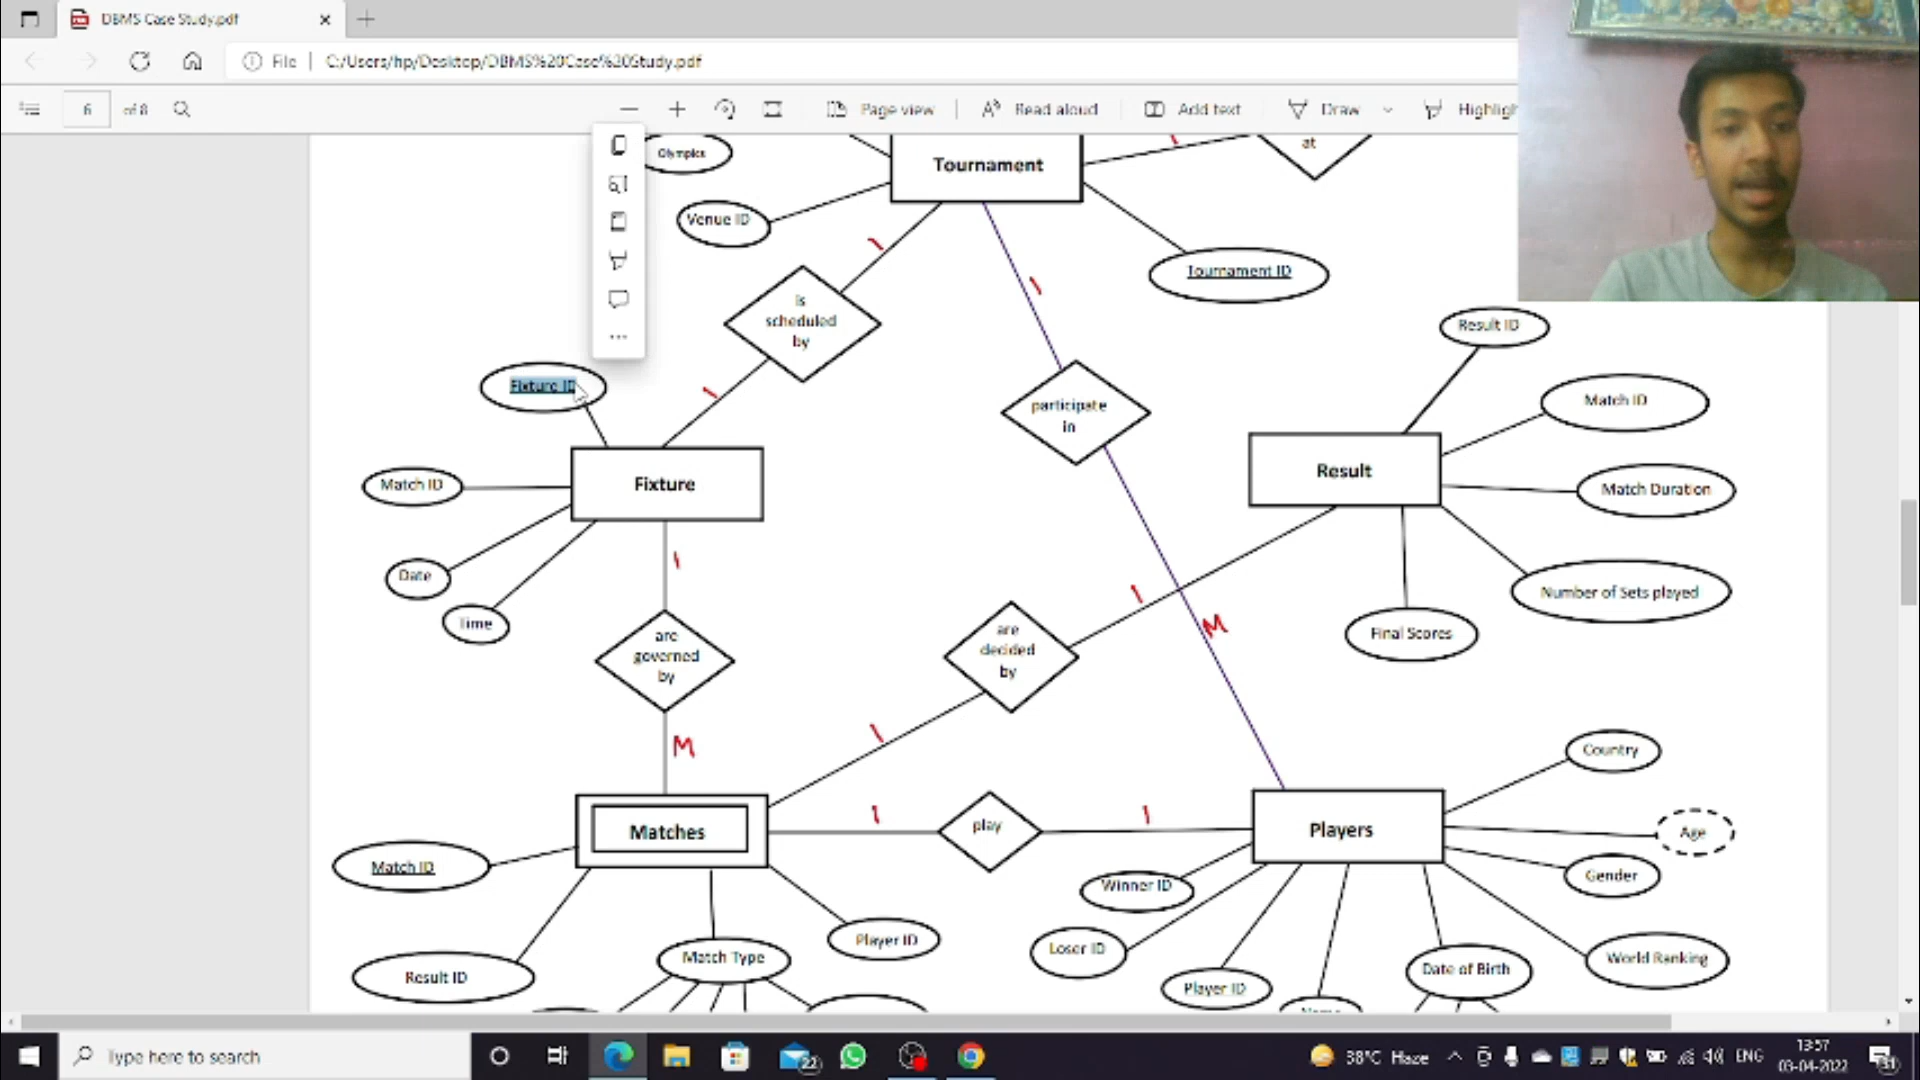 DBMS Case Study.pdf
File
C:/Users/hp/Desktop/DBMS%20Case%20Study.pdf
6
of 8
Page view
Read aloud
Add text
Draw
Highligh
Olympics
Tournament
at
1
Venue ID
1
Tournament ID
1
is
scheduled
by
Result ID
Fixture ID
1
participate
in
Match ID
Match ID
Fixture
Result
Match Duration
1
Date
Time
1
M
Number of Sets played
Final Scores
are
governed
by
are
decided
by
M
1
Country
1
1
Matches
play
Players
Age
Match ID
Winner ID
Gender
Player ID
Loser ID
Match Type
World Ranking
Result ID
Player ID
Date of Birth
Type here to search
22
38°C Haze
ENG
13:57
03-04-2022
31